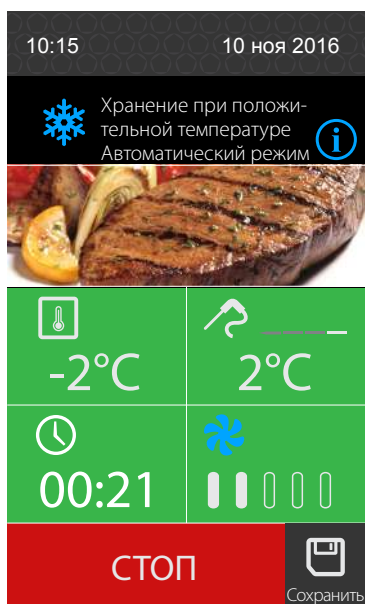 10:15 10 ноя 2016
Хранение при положи-
тельной температуре
Автоматический режим
i
-2°C 2°C
00:21
СТОП
Сохранить